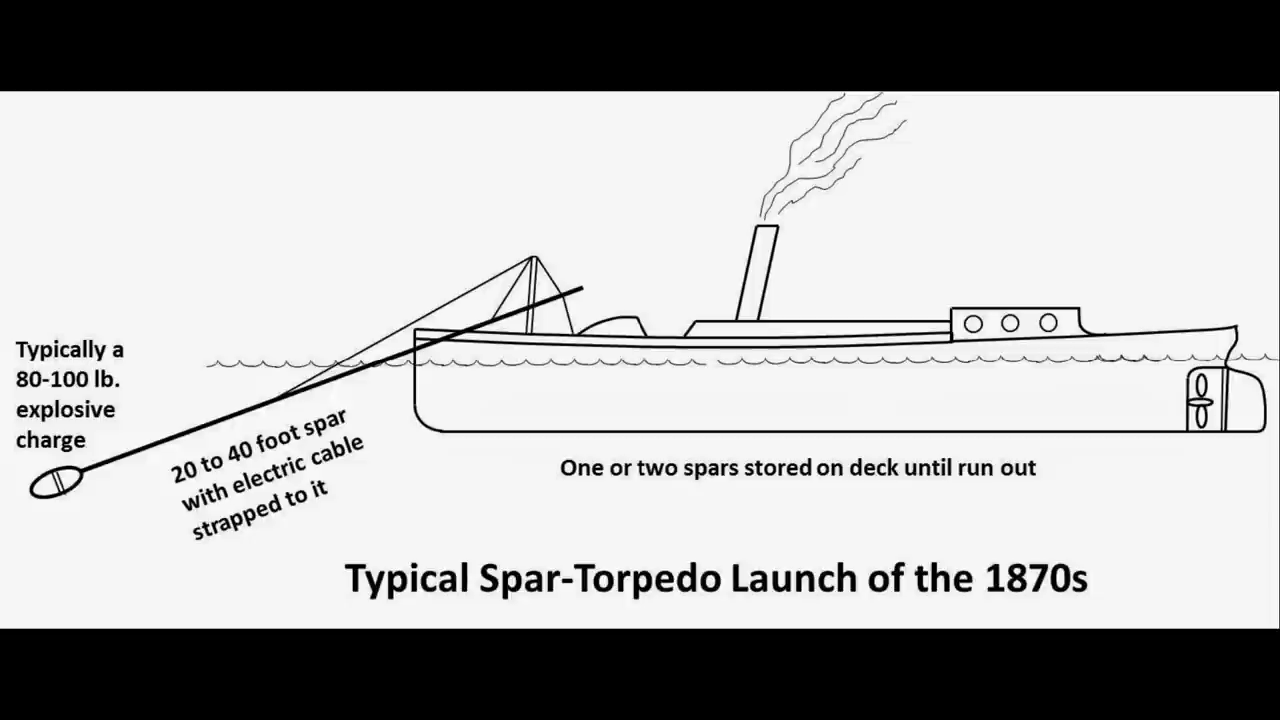 Typically a
80-100 lb.
explosive
charge
20 to 40 foot spar
with electric cable
strapped to it
One or two spars stored on deck until run out
Typical Spar-Torpedo Launch of the 1870s